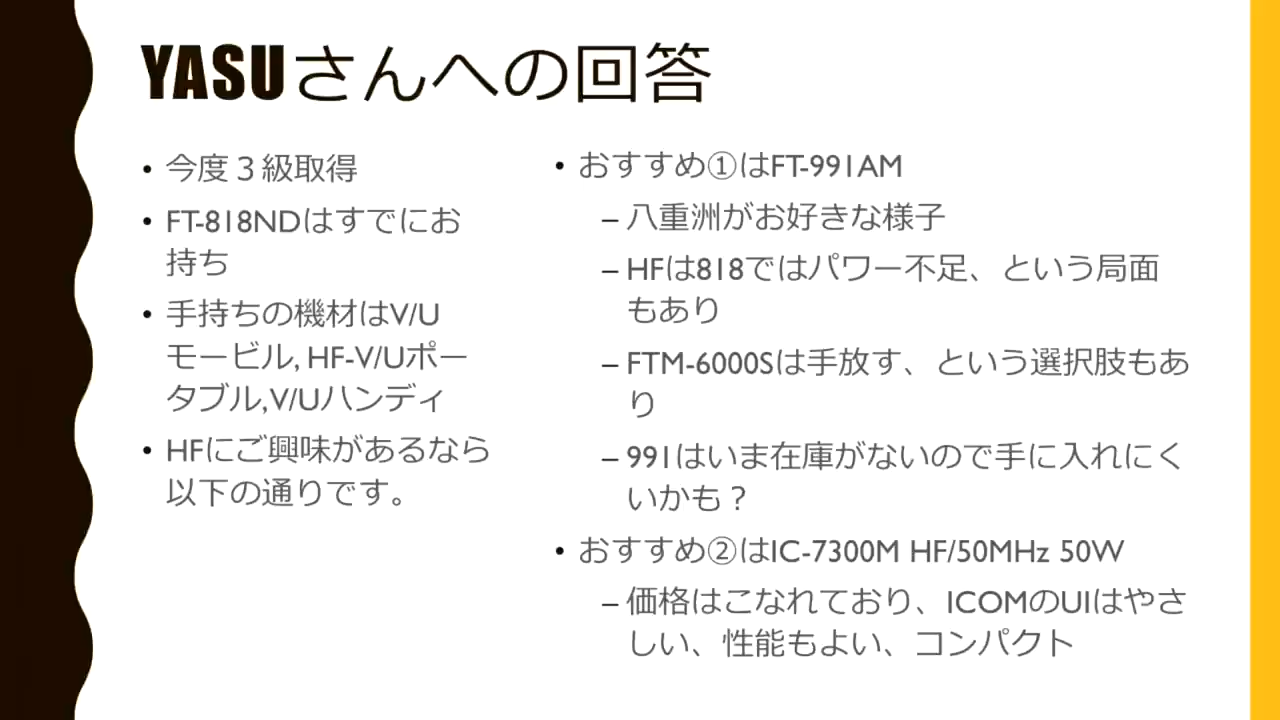 YASUさんへの回答
• 今度３級取得
• FT-818NDはすでにお
持ち
• 手持ちの機材はV/U
モービル, HF-V/Uポー
タブル,V/Uハンディ
• HFにご興味があるなら
以下の通りです。
• おすすめ①はFT-991AM
– 八重洲がお好きな様子
– HFは818ではパワー不足、という局面
もあり
– FTM-6000Sは手放す、という選択肢もあ
り
– 991はいま在庫がないので手に入れにく
いかも？
• おすすめ②はIC-7300M HF/50MHz 50W
– 価格はこなれており、ICOMのUIはやさ
しい、性能もよい、コンパクト